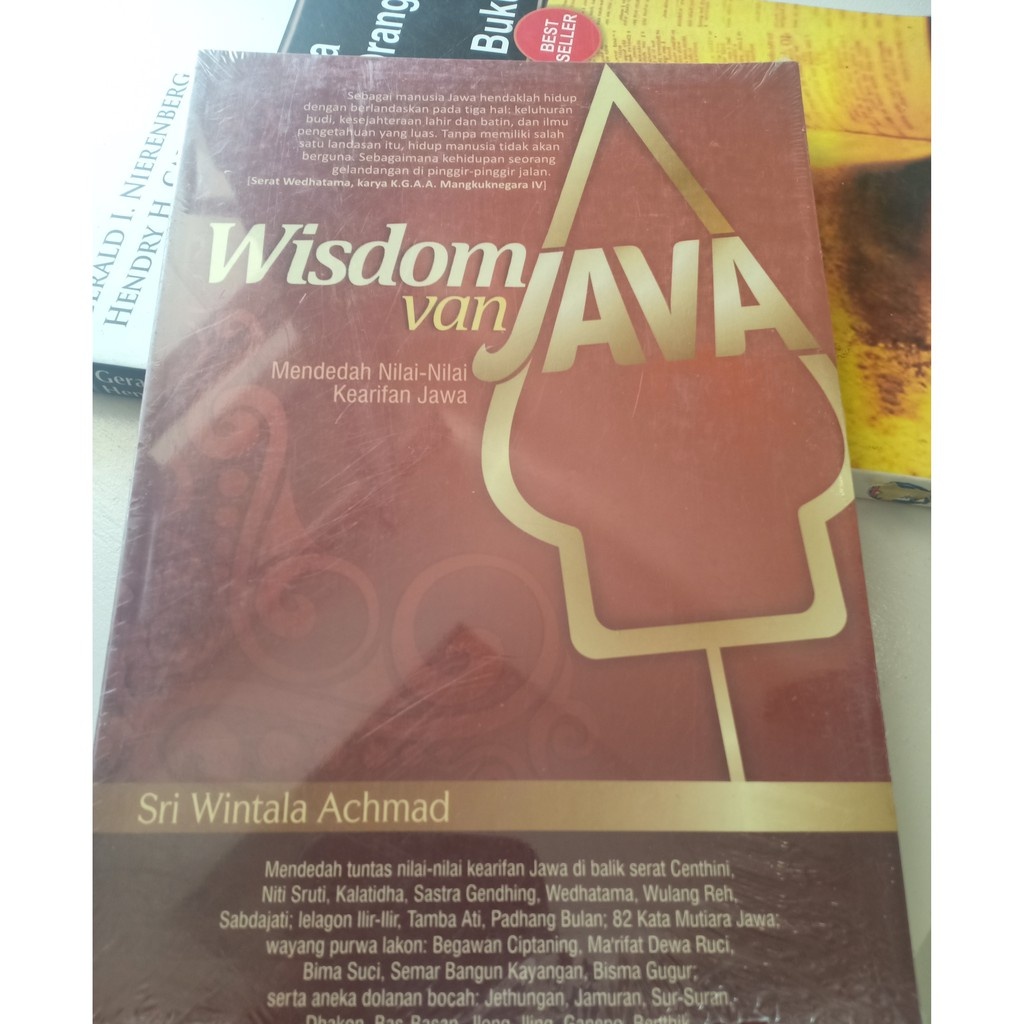 Sebagai manusia Jawa hendaklah hidup
dengan berlandaskan pada tiga hal: keluhuran
budi, kesejahteraan lahir dan batin, dan ilmu
pengetahuan yang luas. Tanpa memiliki salah
satu landasan itu, hidup manusia tidak akan
berguna. Sebagaimana kehidupan seorang
gelandangan di pinggir-pinggir jalan.
[Serat Wedhatama, karya K.G.A.A. Mangkuknegara IV]
Wisdom
van JAVA
Mendedah Nilai-Nilai
Kearifan Jawa
Sri Wintala Achmad
Mendedah tuntas nilai-nilai kearifan Jawa di balik serat Centhini,
Niti Sruti, Kalatidha, Sastra Gendhing, Wedhatama, Wulang Reh,
Sabdajati; lelagon Ilir-Ilir, Tamba Ati, Padhang Bulan; 82 Kata Mutiara Jawa;
wayang purwa lakon: Begawan Ciptaning, Ma'rifat Dewa Ruci,
Bima Suci, Semar Bangun Kayangan, Bisma Gugur;
serta aneka dolanan bocah: Jethungan, Jamuran, Sur-Suran,
BEST
SELLER
NIERENBERG
HENDRY H.